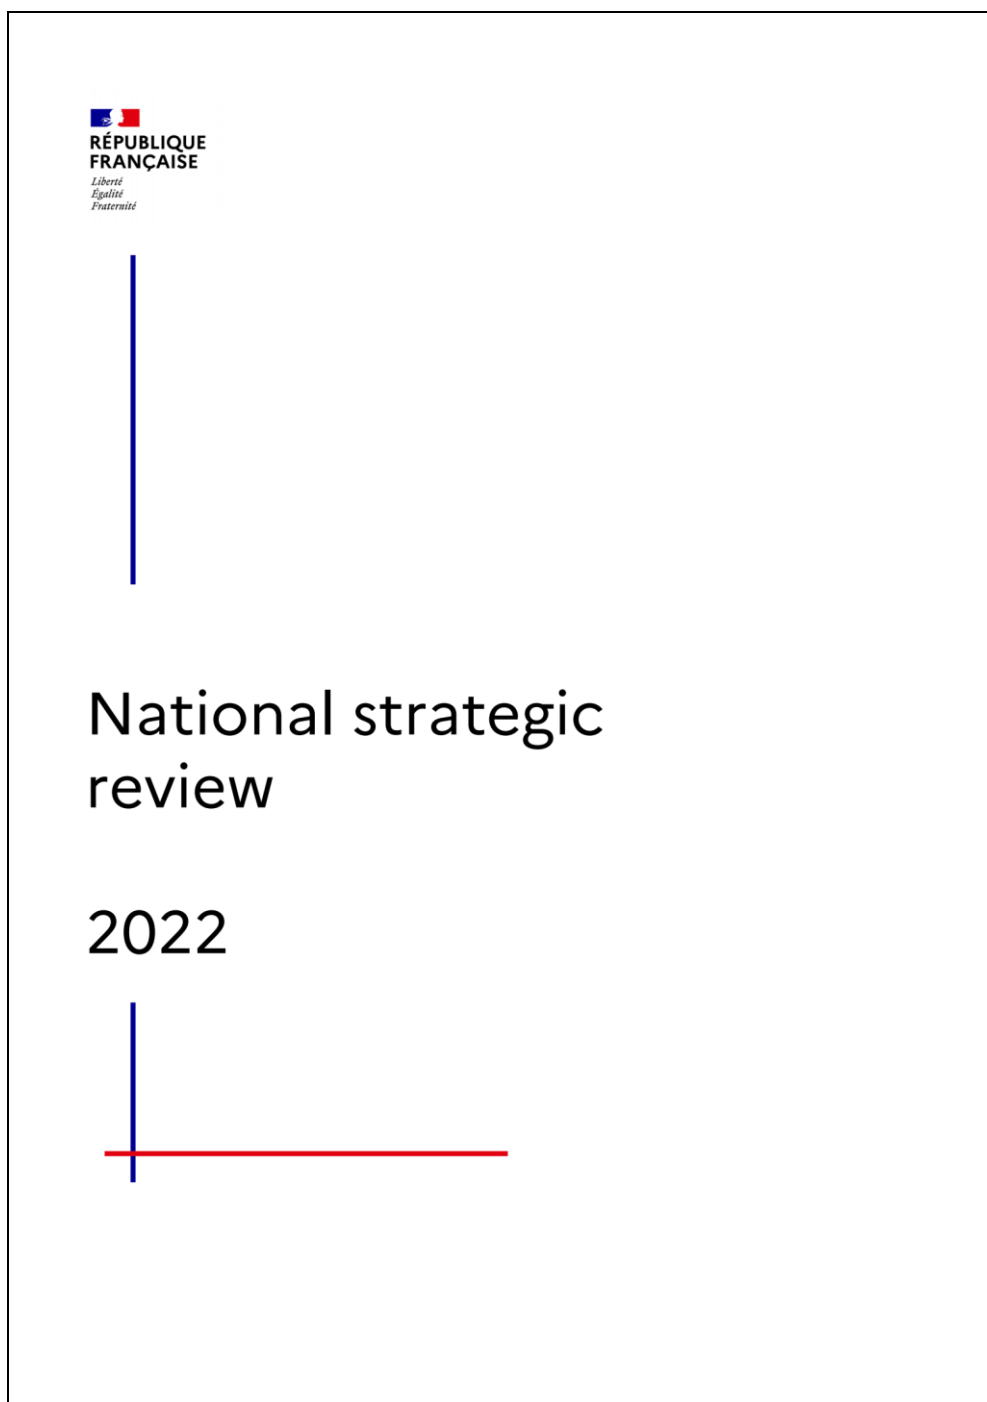 RÉPUBLIQUE
FRANÇAISE
Liberté
Égalité
Fraternité
National strategic
review
2022